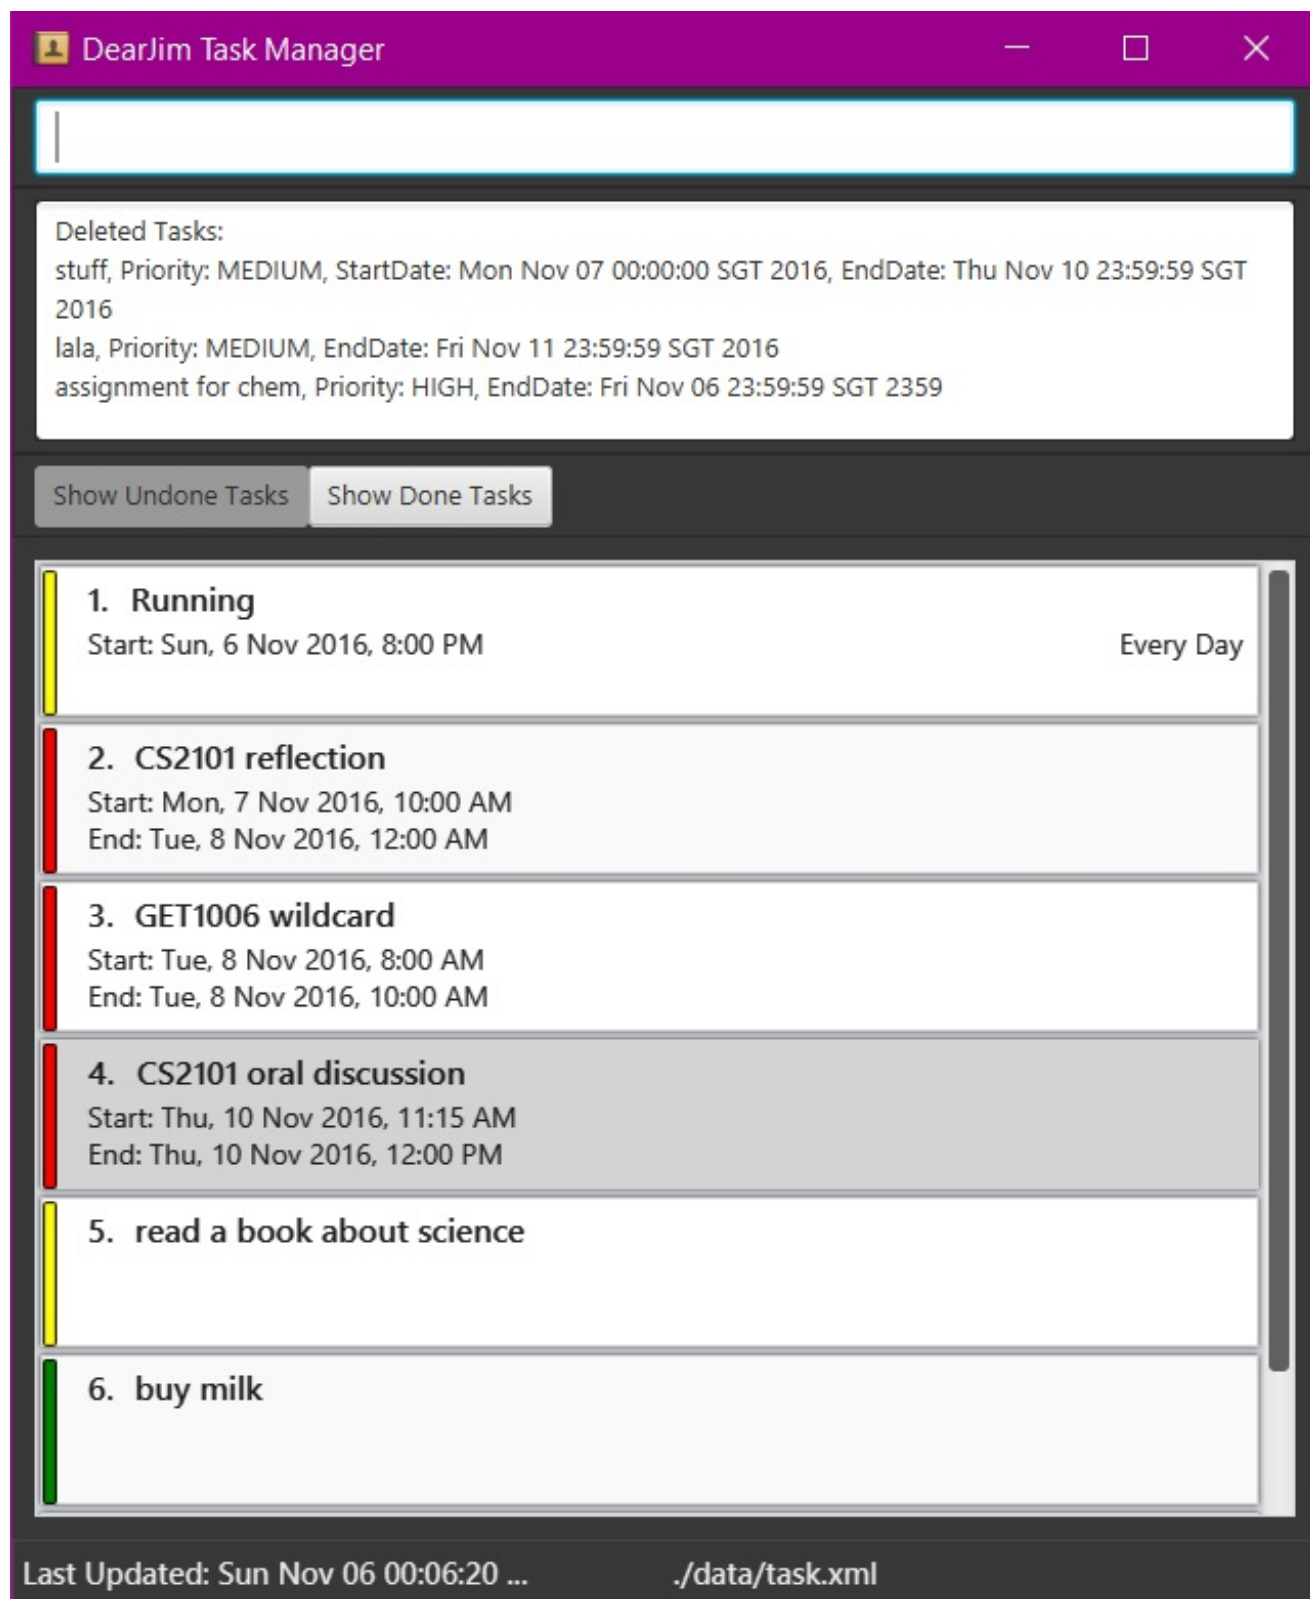 DearJim Task Manager
Deleted Tasks:
stuff, Priority: MEDIUM, StartDate: Mon Nov 07 00:00:00 SGT 2016, EndDate: Thu Nov 10 23:59:59 SGT
2016
lala, Priority: MEDIUM, EndDate: Fri Nov 11 23:59:59 SGT 2016
assignment for chem, Priority: HIGH, EndDate: Fri Nov 06 23:59:59 SGT 2359
Show Undone Tasks Show Done Tasks
1. Running
Start: Sun, 6 Nov 2016, 8:00 PM Every Day
2. CS2101 reflection
Start: Mon, 7 Nov 2016, 10:00 AM
End: Tue, 8 Nov 2016, 12:00 AM
3. GET1006 wildcard
Start: Tue, 8 Nov 2016, 8:00 AM
End: Tue, 8 Nov 2016, 10:00 AM
4. CS2101 oral discussion
Start: Thu, 10 Nov 2016, 11:15 AM
End: Thu, 10 Nov 2016, 12:00 PM
5. read a book about science
6. buy milk
Last Updated: Sun Nov 06 00:06:20 ... ./data/task.xml